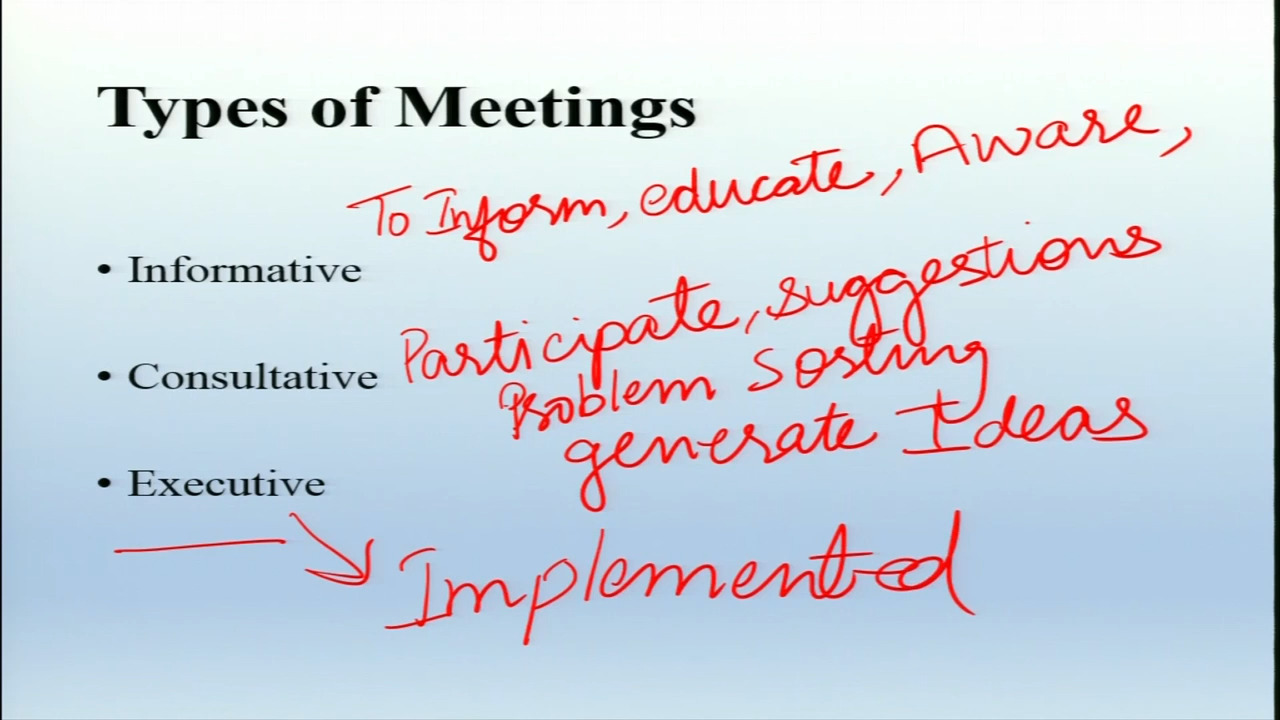 Types of Meetings
To Inform, educate, Aware,
• Informative
Participate, suggestions
• Consultative
Problem Sorting
generate Ideas
• Executive
Implemented